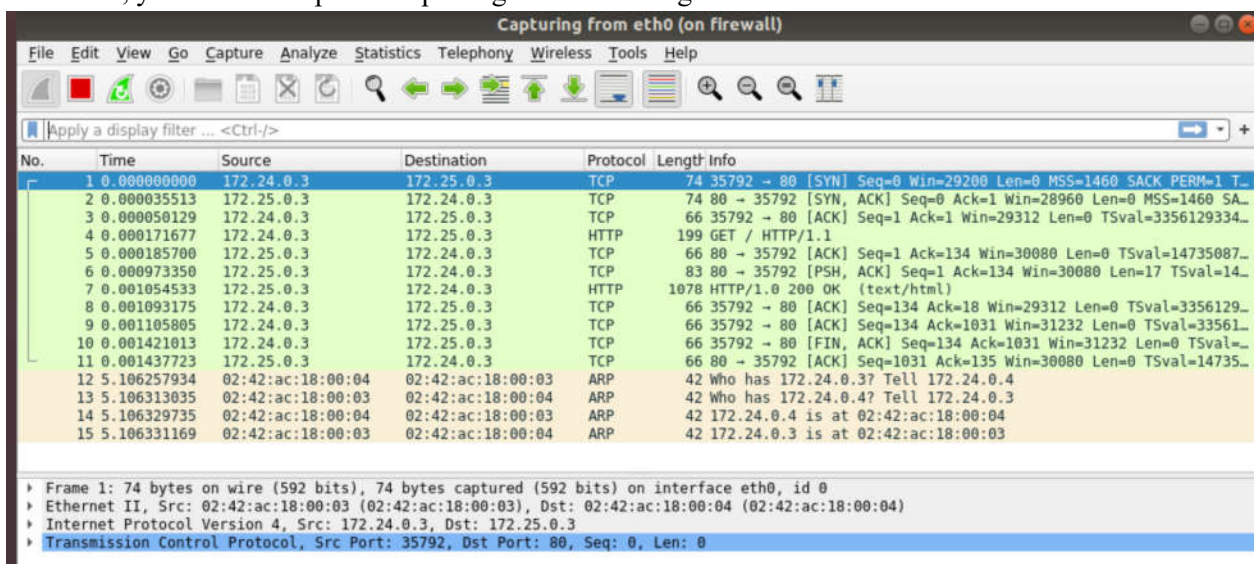 Capturing from eth0 (on firewall)
File Edit View Go Capture Analyze Statistics Telephony Wireless Tools Help
Apply a display filter ... <Ctrl-/>
+
No. Time Source Destination Protocol Length Info
1 0.000000000 172.24.0.3 172.25.0.3 TCP 74 35792 → 80 [SYN] Seq=0 Win=29200 Len=0 MSS=1460 SACK PERM=1 T…
2 0.000035513 172.25.0.3 172.24.0.3 TCP 74 80 → 35792 [SYN, ACK] Seq=0 Ack=1 Win=28960 Len=0 MSS=1460 SA…
3 0.000050129 172.24.0.3 172.25.0.3 TCP 66 35792 → 80 [ACK] Seq=1 Ack=1 Win=29312 Len=0 TSval=3356129334…
4 0.000171677 172.24.0.3 172.25.0.3 HTTP 199 GET / HTTP/1.1
5 0.000185700 172.25.0.3 172.24.0.3 TCP 66 80 → 35792 [ACK] Seq=1 Ack=134 Win=30080 Len=0 TSval=14735087…
6 0.000973350 172.25.0.3 172.24.0.3 TCP 83 80 → 35792 [PSH, ACK] Seq=1 Ack=134 Win=30080 Len=17 TSval=14…
7 0.001054533 172.25.0.3 172.24.0.3 HTTP 1078 HTTP/1.0 200 OK (text/html)
8 0.001093175 172.24.0.3 172.25.0.3 TCP 66 35792 → 80 [ACK] Seq=134 Ack=18 Win=29312 Len=0 TSval=3356129…
9 0.001105805 172.24.0.3 172.25.0.3 TCP 66 35792 → 80 [ACK] Seq=134 Ack=1031 Win=31232 Len=0 TSval=33561…
10 0.001421013 172.24.0.3 172.25.0.3 TCP 66 35792 → 80 [FIN, ACK] Seq=134 Ack=1031 Win=31232 Len=0 TSval=…
11 0.001437723 172.25.0.3 172.24.0.3 TCP 66 80 → 35792 [ACK] Seq=1031 Ack=135 Win=30080 Len=0 TSval=14735…
12 5.106257934 02:42:ac:18:00:04 02:42:ac:18:00:03 ARP 42 Who has 172.24.0.3? Tell 172.24.0.4
13 5.106313035 02:42:ac:18:00:03 02:42:ac:18:00:04 ARP 42 Who has 172.24.0.4? Tell 172.24.0.3
14 5.106329735 02:42:ac:18:00:04 02:42:ac:18:00:03 ARP 42 172.24.0.4 is at 02:42:ac:18:00:04
15 5.106331169 02:42:ac:18:00:03 02:42:ac:18:00:04 ARP 42 172.24.0.3 is at 02:42:ac:18:00:03
Frame 1: 74 bytes on wire (592 bits), 74 bytes captured (592 bits) on interface eth0, id 0
Ethernet II, Src: 02:42:ac:18:00:03 (02:42:ac:18:00:03), Dst: 02:42:ac:18:00:04 (02:42:ac:18:00:04)
Internet Protocol Version 4, Src: 172.24.0.3, Dst: 172.25.0.3
Transmission Control Protocol, Src Port: 35792, Dst Port: 80, Seq: 0, Len: 0